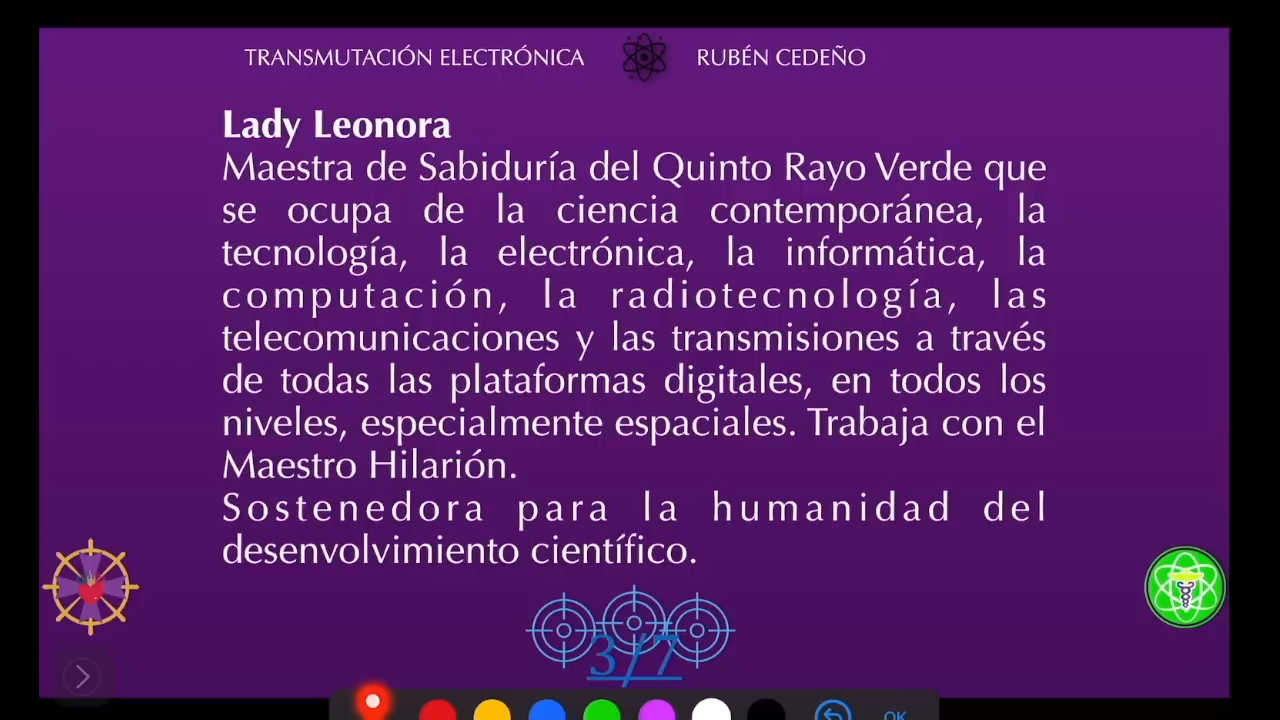 TRANSMUTACIÓN ELECTRÓNICA RUBÉN CEDEÑO
Lady Leonora
Maestra de Sabiduría del Quinto Rayo Verde que
se ocupa de la ciencia contemporánea, la
tecnología, la electrónica, la informática, la
computación, la radiotecnología, las
telecomunicaciones y las transmisiones a través
de todas las plataformas digitales, en todos los
niveles, especialmente espaciales. Trabaja con el
Maestro Hilarión.
Sostenedora para la humanidad del
desenvolvimiento científico.
3/7
OK